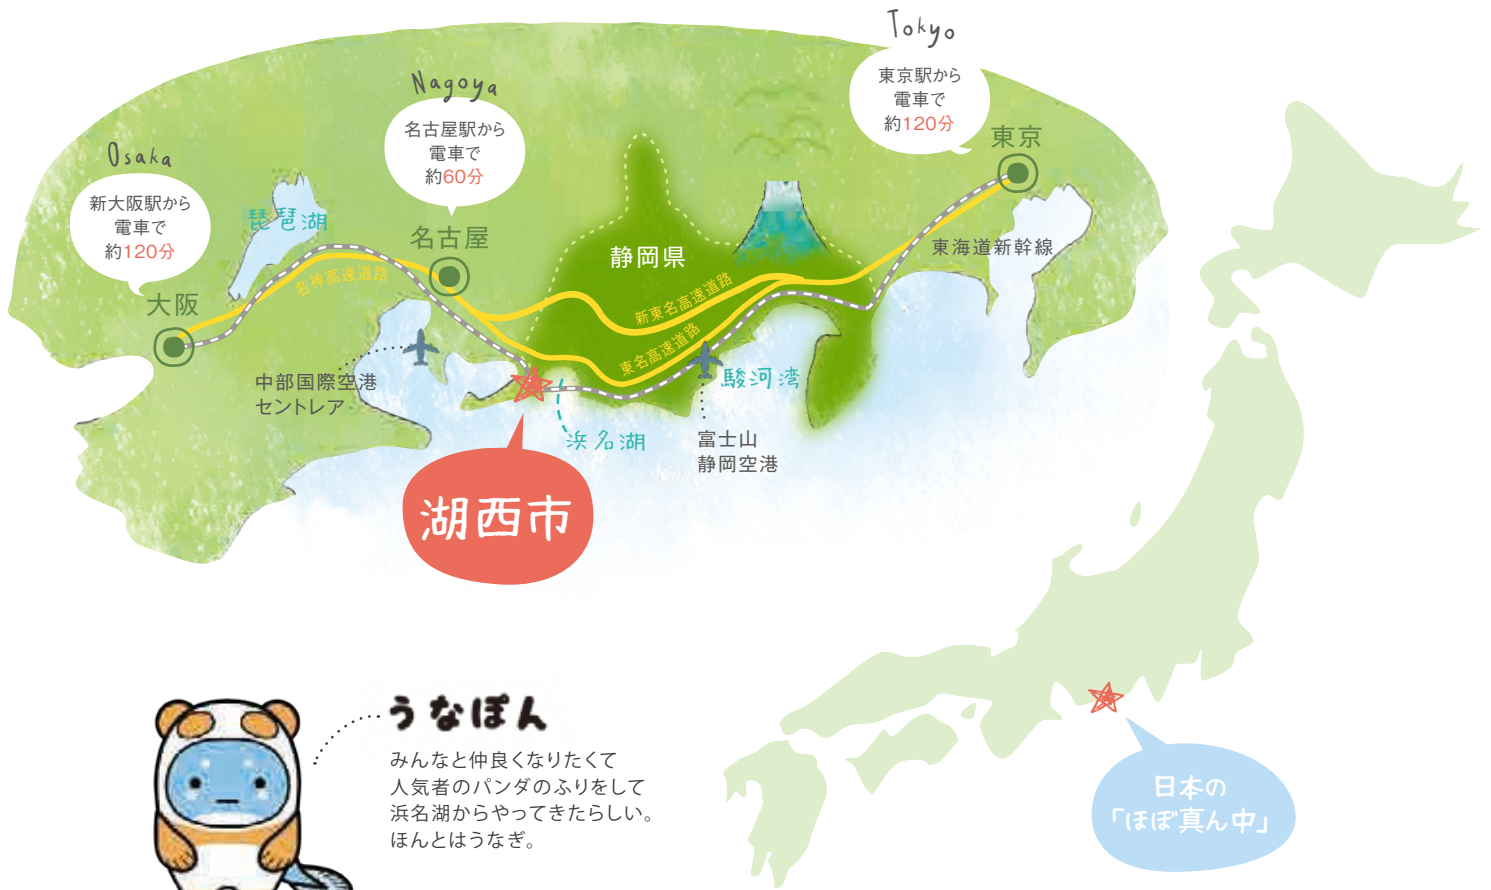 Tokyo
東京駅から
電車で
約120分
東京
Nagoya
名古屋駅から
電車で
約60分
名古屋
Osaka
新大阪駅から
電車で
約120分
大阪
琵琶湖
名神高速道路
静岡県
新東名高速道路
東名高速道路
東海道新幹線
中部国際空港
セントレア
駿河湾
浜名湖
富士山
静岡空港
湖西市
うなぽん
みんなと仲良くなりたくて
人気者のパンダのふりをして
浜名湖からやってきたらしい。
ほんとはうなぎ。
日本の
「ほぼ真ん中」